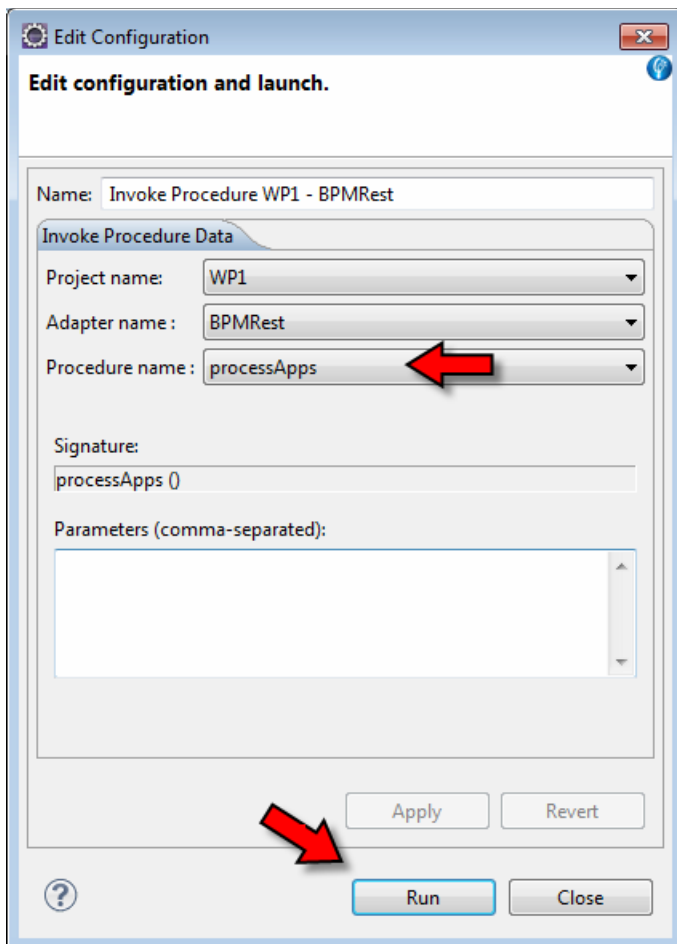 Edit Configuration
Edit configuration and launch.
Name: Invoke Procedure WP1 - BPMRest
Invoke Procedure Data
Project name: WP1
Adapter name : BPMRest
Procedure name : processApps
Signature:
processApps ()
Parameters (comma-separated):
Apply Revert
? Run Close